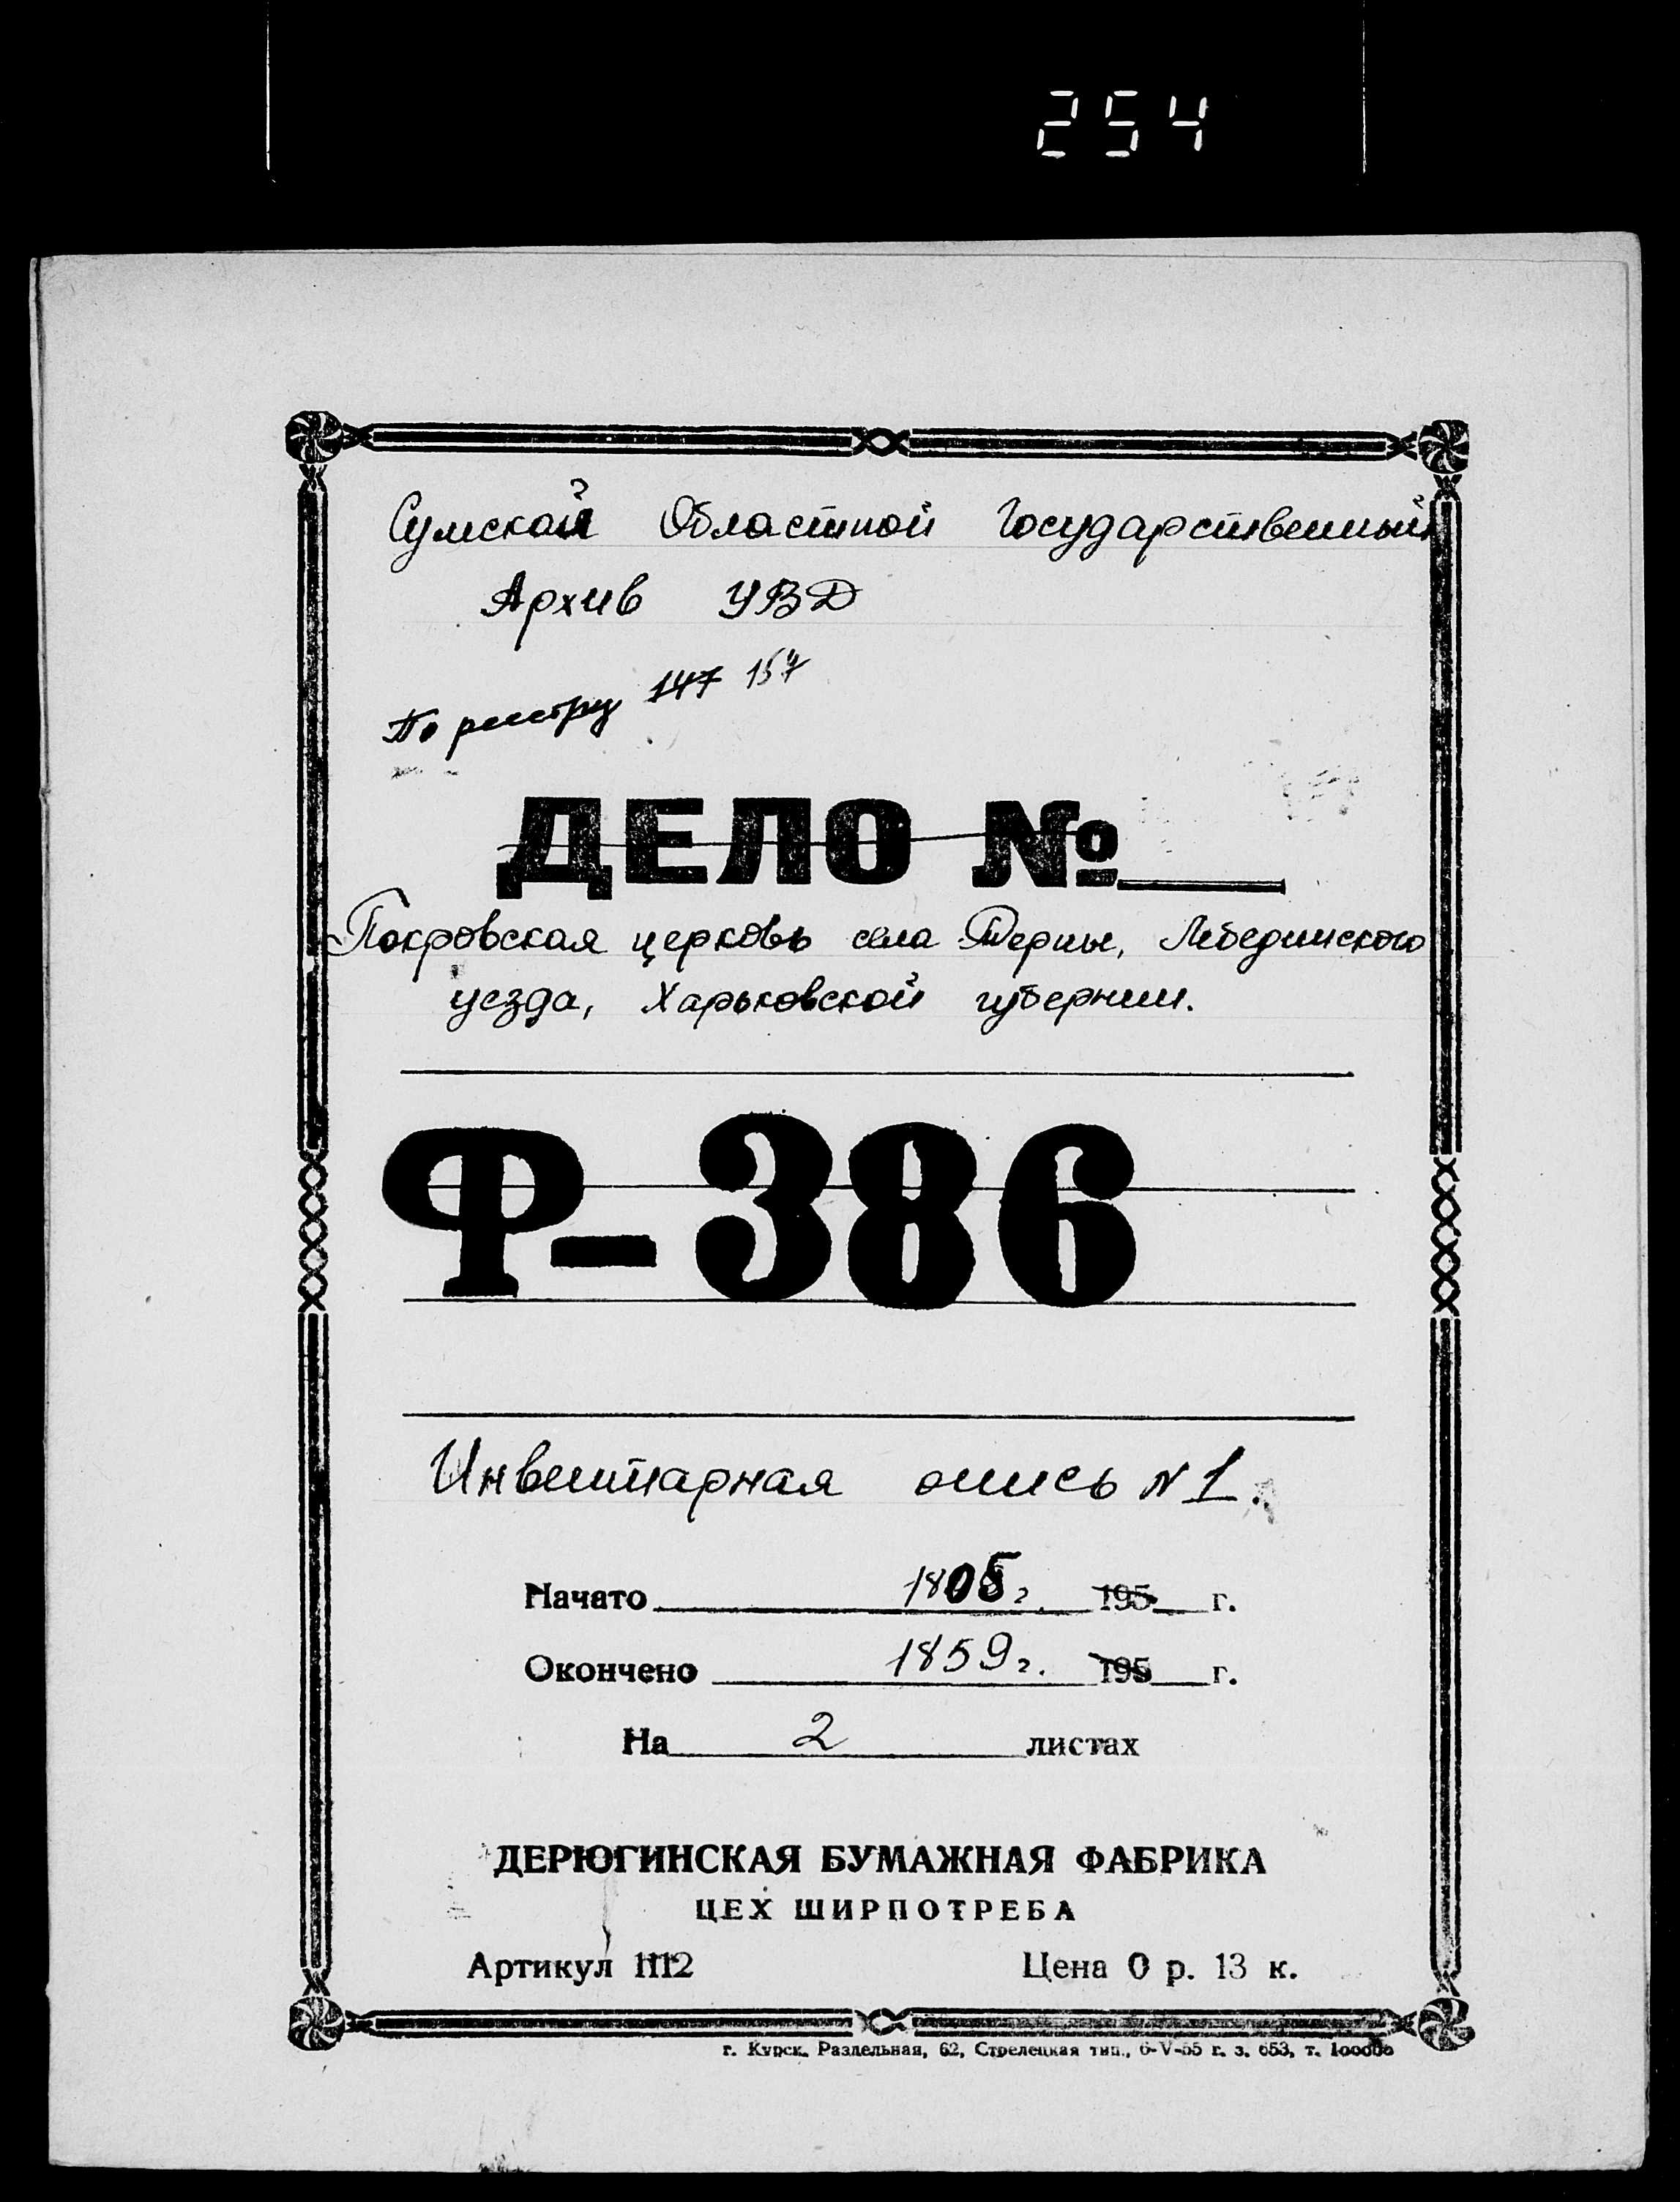 254
Сумской Областной Государственный
Архив УВД
По реестру 147 157
ДЕЛО №
Покровская церковь села Терны, Лебединского
уезда, Харьковской губернии.
Ф-386
Инвентарная опись N 1.
Начато 1805 г. 195 г.
Окончено 1859 г. 195 г.
На 2 листах
ДЕРЮГИНСКАЯ БУМАЖНАЯ ФАБРИКА
ЦЕХ ШИРПОТРЕБА
Артикул 1112 Цена 0 р. 13 к.
г. Курск, Раздельная, 62, Стрелецкая тип., 6-V-55 г. з. 653, т. 100000